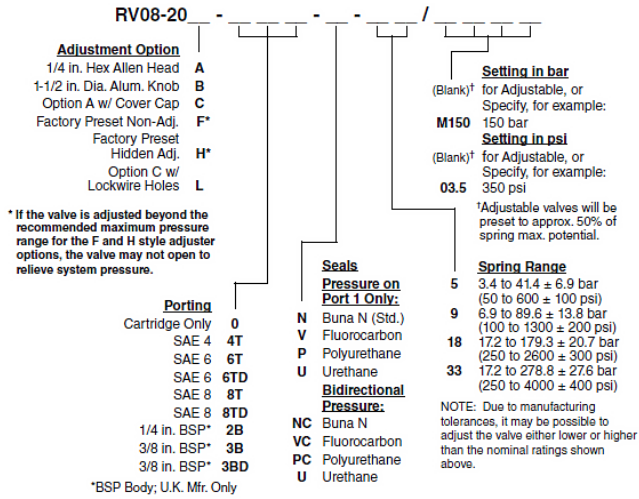 RV08-20__ - __ __ __ - __ - __ __ / __ __ __ __
Adjustment Option
1/4 in. Hex Allen Head A
1-1/2 in. Dia. Alum. Knob B
Option A w/ Cover Cap C
Factory Preset Non-Adj. F*
Factory Preset
Hidden Adj. H*
Option C w/
Lockwire Holes L
* If the valve is adjusted beyond the
recommended maximum pressure
range for the F and H style adjuster
options, the valve may not open to
relieve system pressure.
Porting
Cartridge Only 0
SAE 4 4T
SAE 6 6T
SAE 6 6TD
SAE 8 8T
SAE 8 8TD
1/4 in. BSP* 2B
3/8 in. BSP* 3B
3/8 in. BSP* 3BD
*BSP Body; U.K. Mfr. Only
Seals
Pressure on
Port 1 Only:
N Buna N (Std.)
V Fluorocarbon
P Polyurethane
U Urethane
Bidirectional
Pressure:
NC Buna N
VC Fluorocarbon
PC Polyurethane
U Urethane
Setting in bar
(Blank)† for Adjustable, or
Specify, for example:
M150 150 bar
Setting in psi
(Blank)† for Adjustable, or
Specify, for example:
03.5 350 psi
†Adjustable valves will be
preset to approx. 50% of
spring max. potential.
Spring Range
5 3.4 to 41.4 ± 6.9 bar
(50 to 600 ± 100 psi)
9 6.9 to 89.6 ± 13.8 bar
(100 to 1300 ± 200 psi)
18 17.2 to 179.3 ± 20.7 bar
(250 to 2600 ± 300 psi)
33 17.2 to 278.8 ± 27.6 bar
(250 to 4000 ± 400 psi)
NOTE: Due to manufacturing
tolerances, it may be possible to
adjust the valve either lower or higher
than the nominal ratings shown
above.